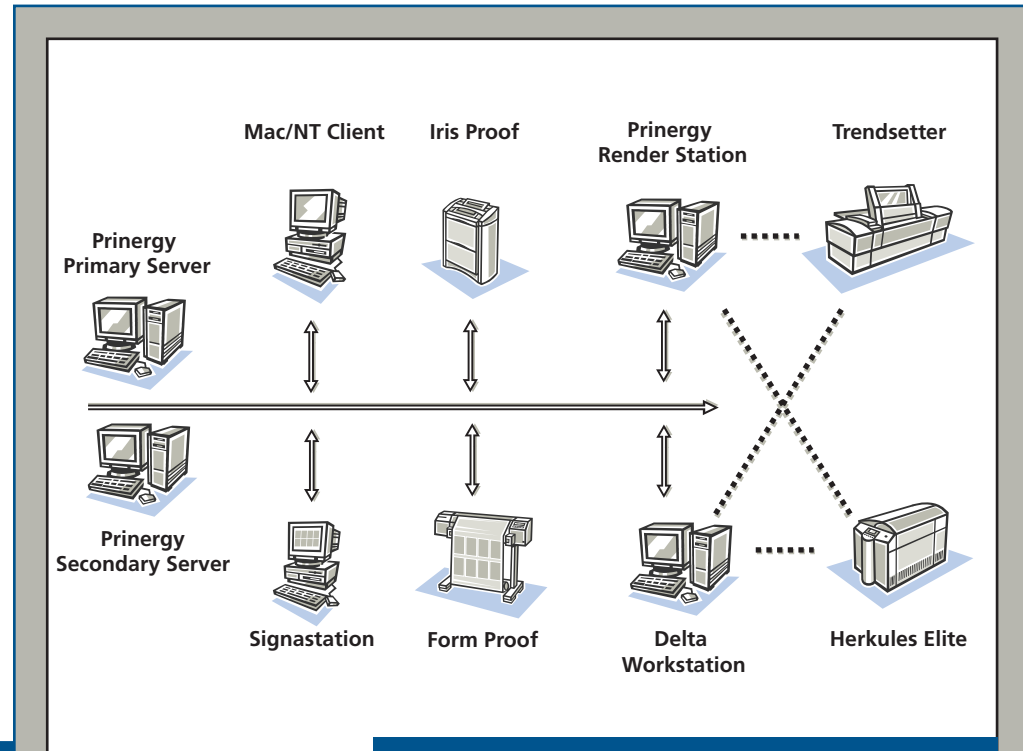 Mac/NT Client
Iris Proof
Prinergy
Render Station
Trendsetter
Prinergy
Primary Server
Prinergy
Secondary Server
Signastation
Form Proof
Delta
Workstation
Herkules Elite